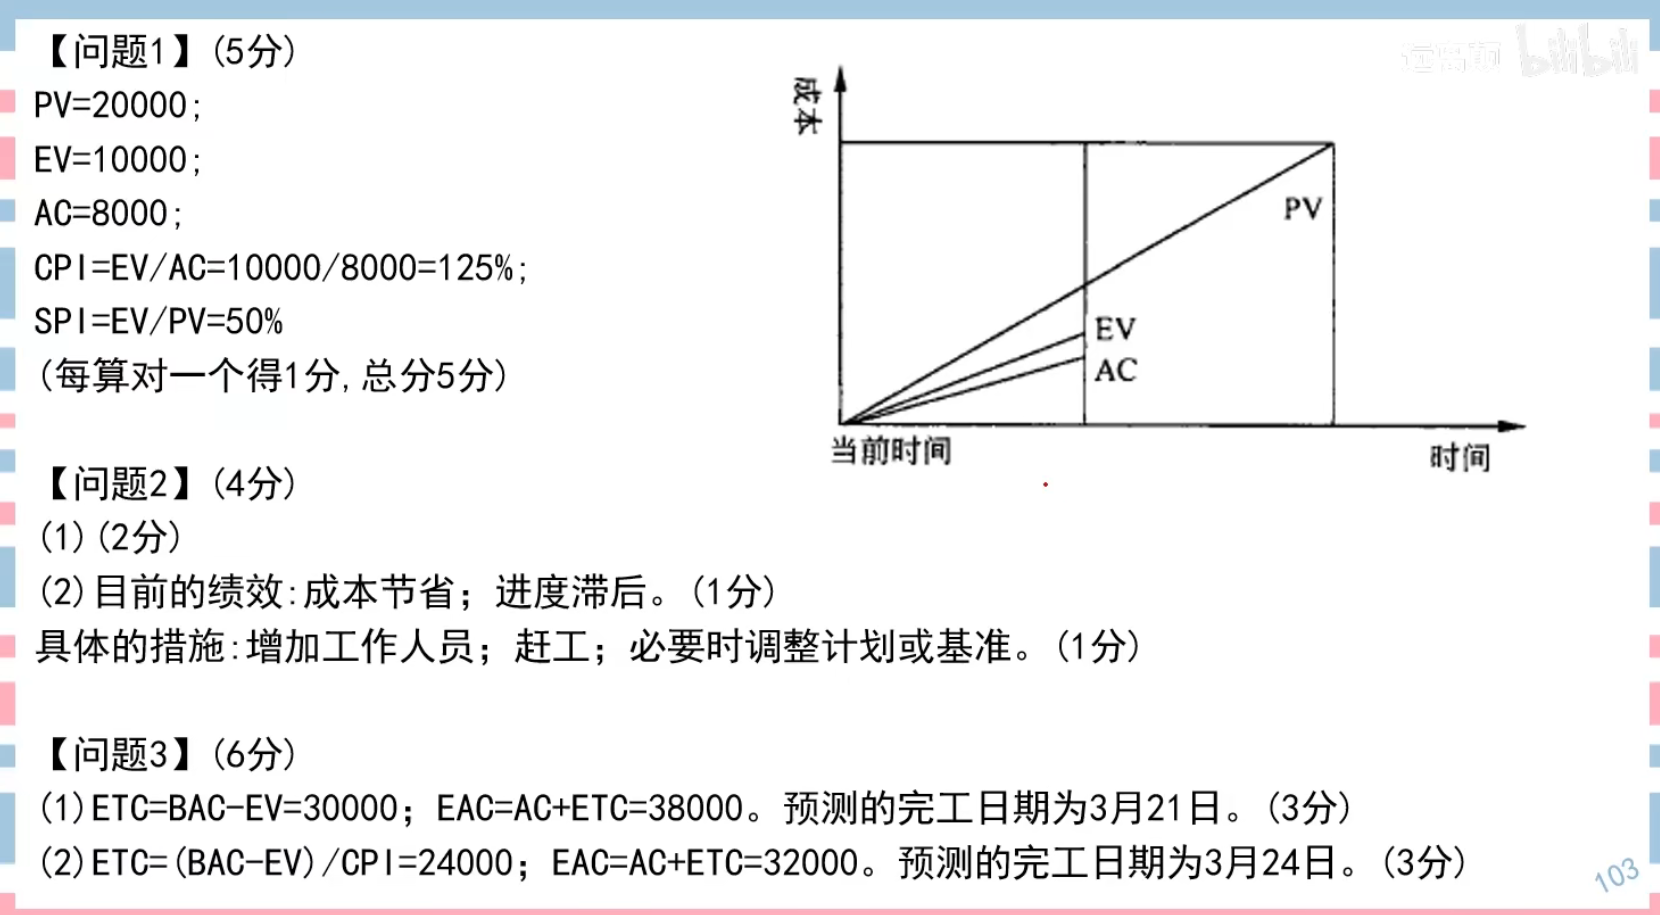 【问题1】(5分)
PV=20000;
EV=10000;
AC=8000;
CPI=EV/AC=10000/8000=125%;
SPI=EV/PV=50%
(每算对一个得1分,总分5分)
bilibili
成本
PV
EV
AC
当前时间
时间
【问题2】(4分)
(1)(2分)
(2)目前的绩效:成本节省；进度滞后。(1分)
具体的措施:增加工作人员；赶工；必要时调整计划或基准。(1分)
【问题3】(6分)
(1)ETC=BAC-EV=30000；EAC=AC+ETC=38000。预测的完工日期为3月21日。(3分)
(2)ETC=(BAC-EV)/CPI=24000；EAC=AC+ETC=32000。预测的完工日期为3月24日。(3分)
103